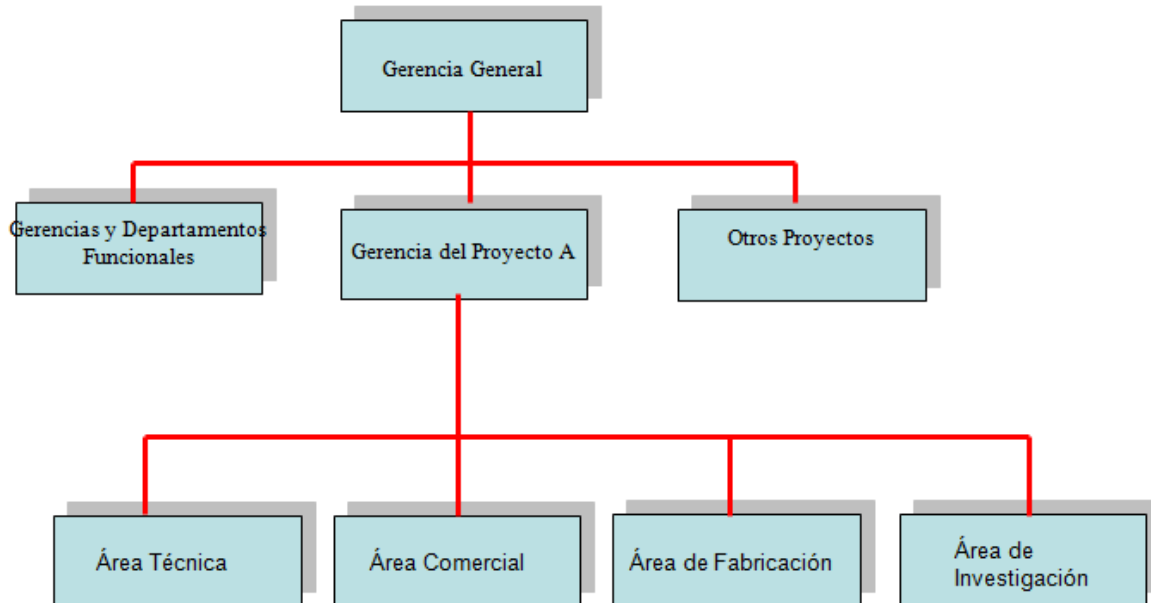 Gerencia General
Gerencias y Departamentos
Funcionales
Gerencia del Proyecto A
Otros Proyectos
Área Técnica
Área Comercial
Área de Fabricación
Área de
Investigación